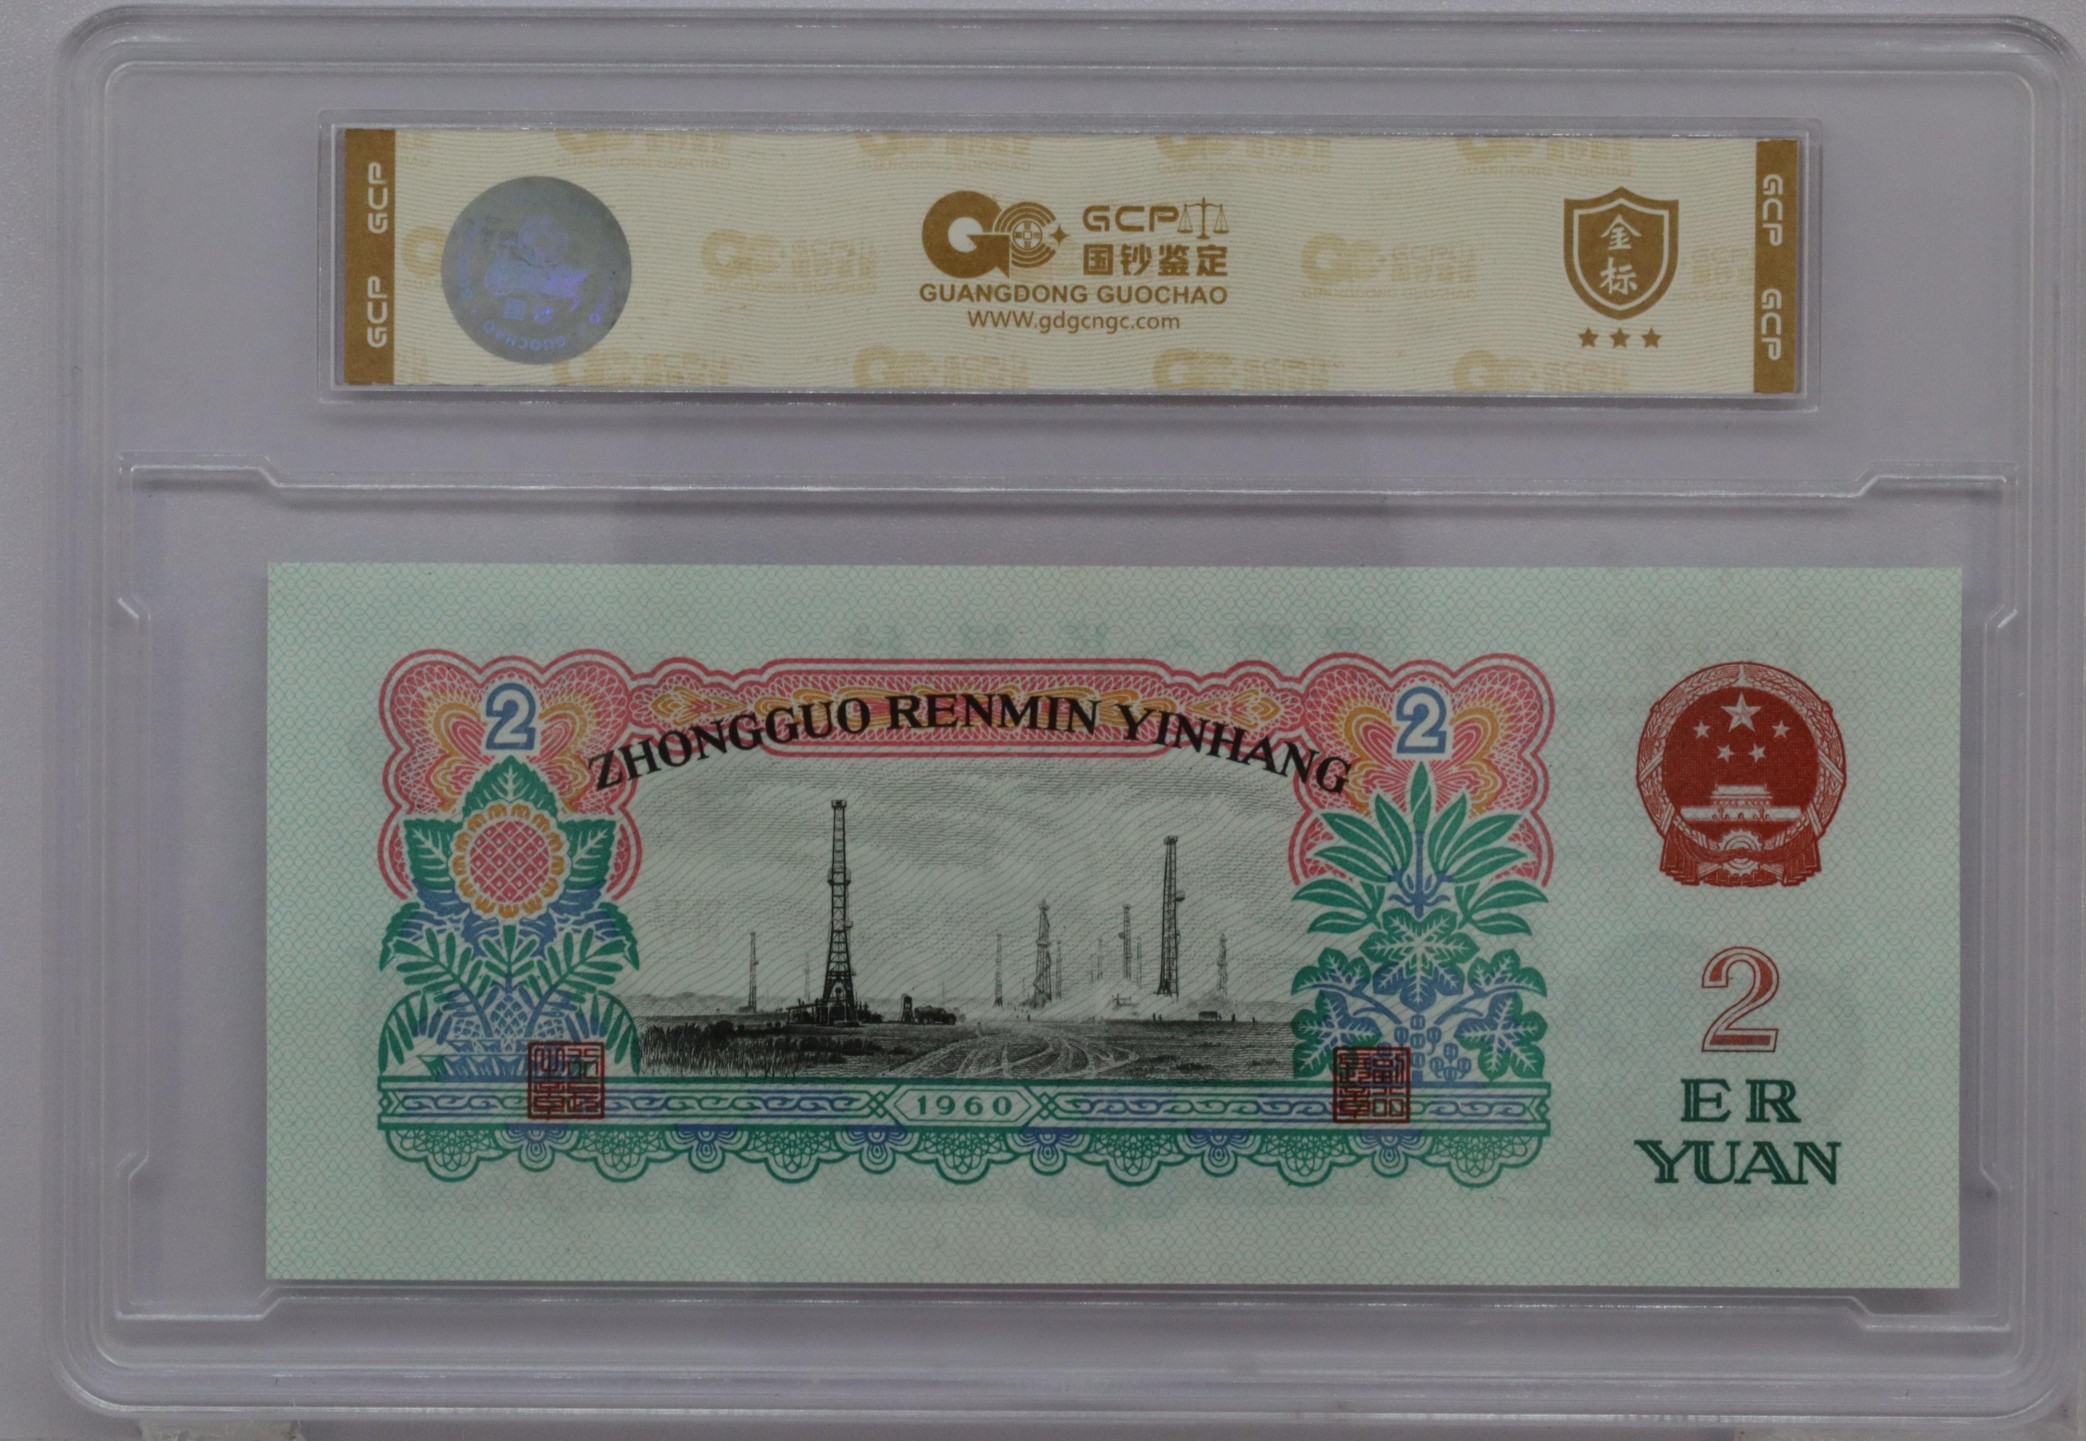 GCP GCP
GCP
国钞鉴定
GUANGDONG GUOCHAO
WWW.gdgcngc.com
金标
GCP GCP
GUOCHAO
2
ZHONGGUO RENMIN YINHANG
2
1960
2
ER
YUAN